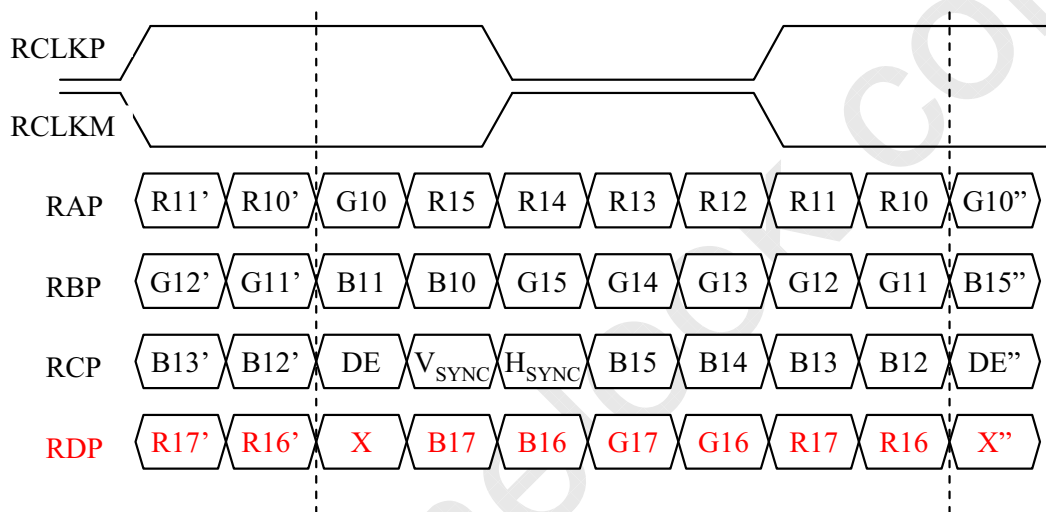 RCLKP
RCLKM
RAP R11’ R10’ G10 R15 R14 R13 R12 R11 R10 G10”
RBP G12’ G11’ B11 B10 G15 G14 G13 G12 G11 B15”
RCP B13’ B12’ DE VSYNC HSYNC B15 B14 B13 B12 DE”
RDP R17’ R16’ X B17 B16 G17 G16 R17 R16 X”